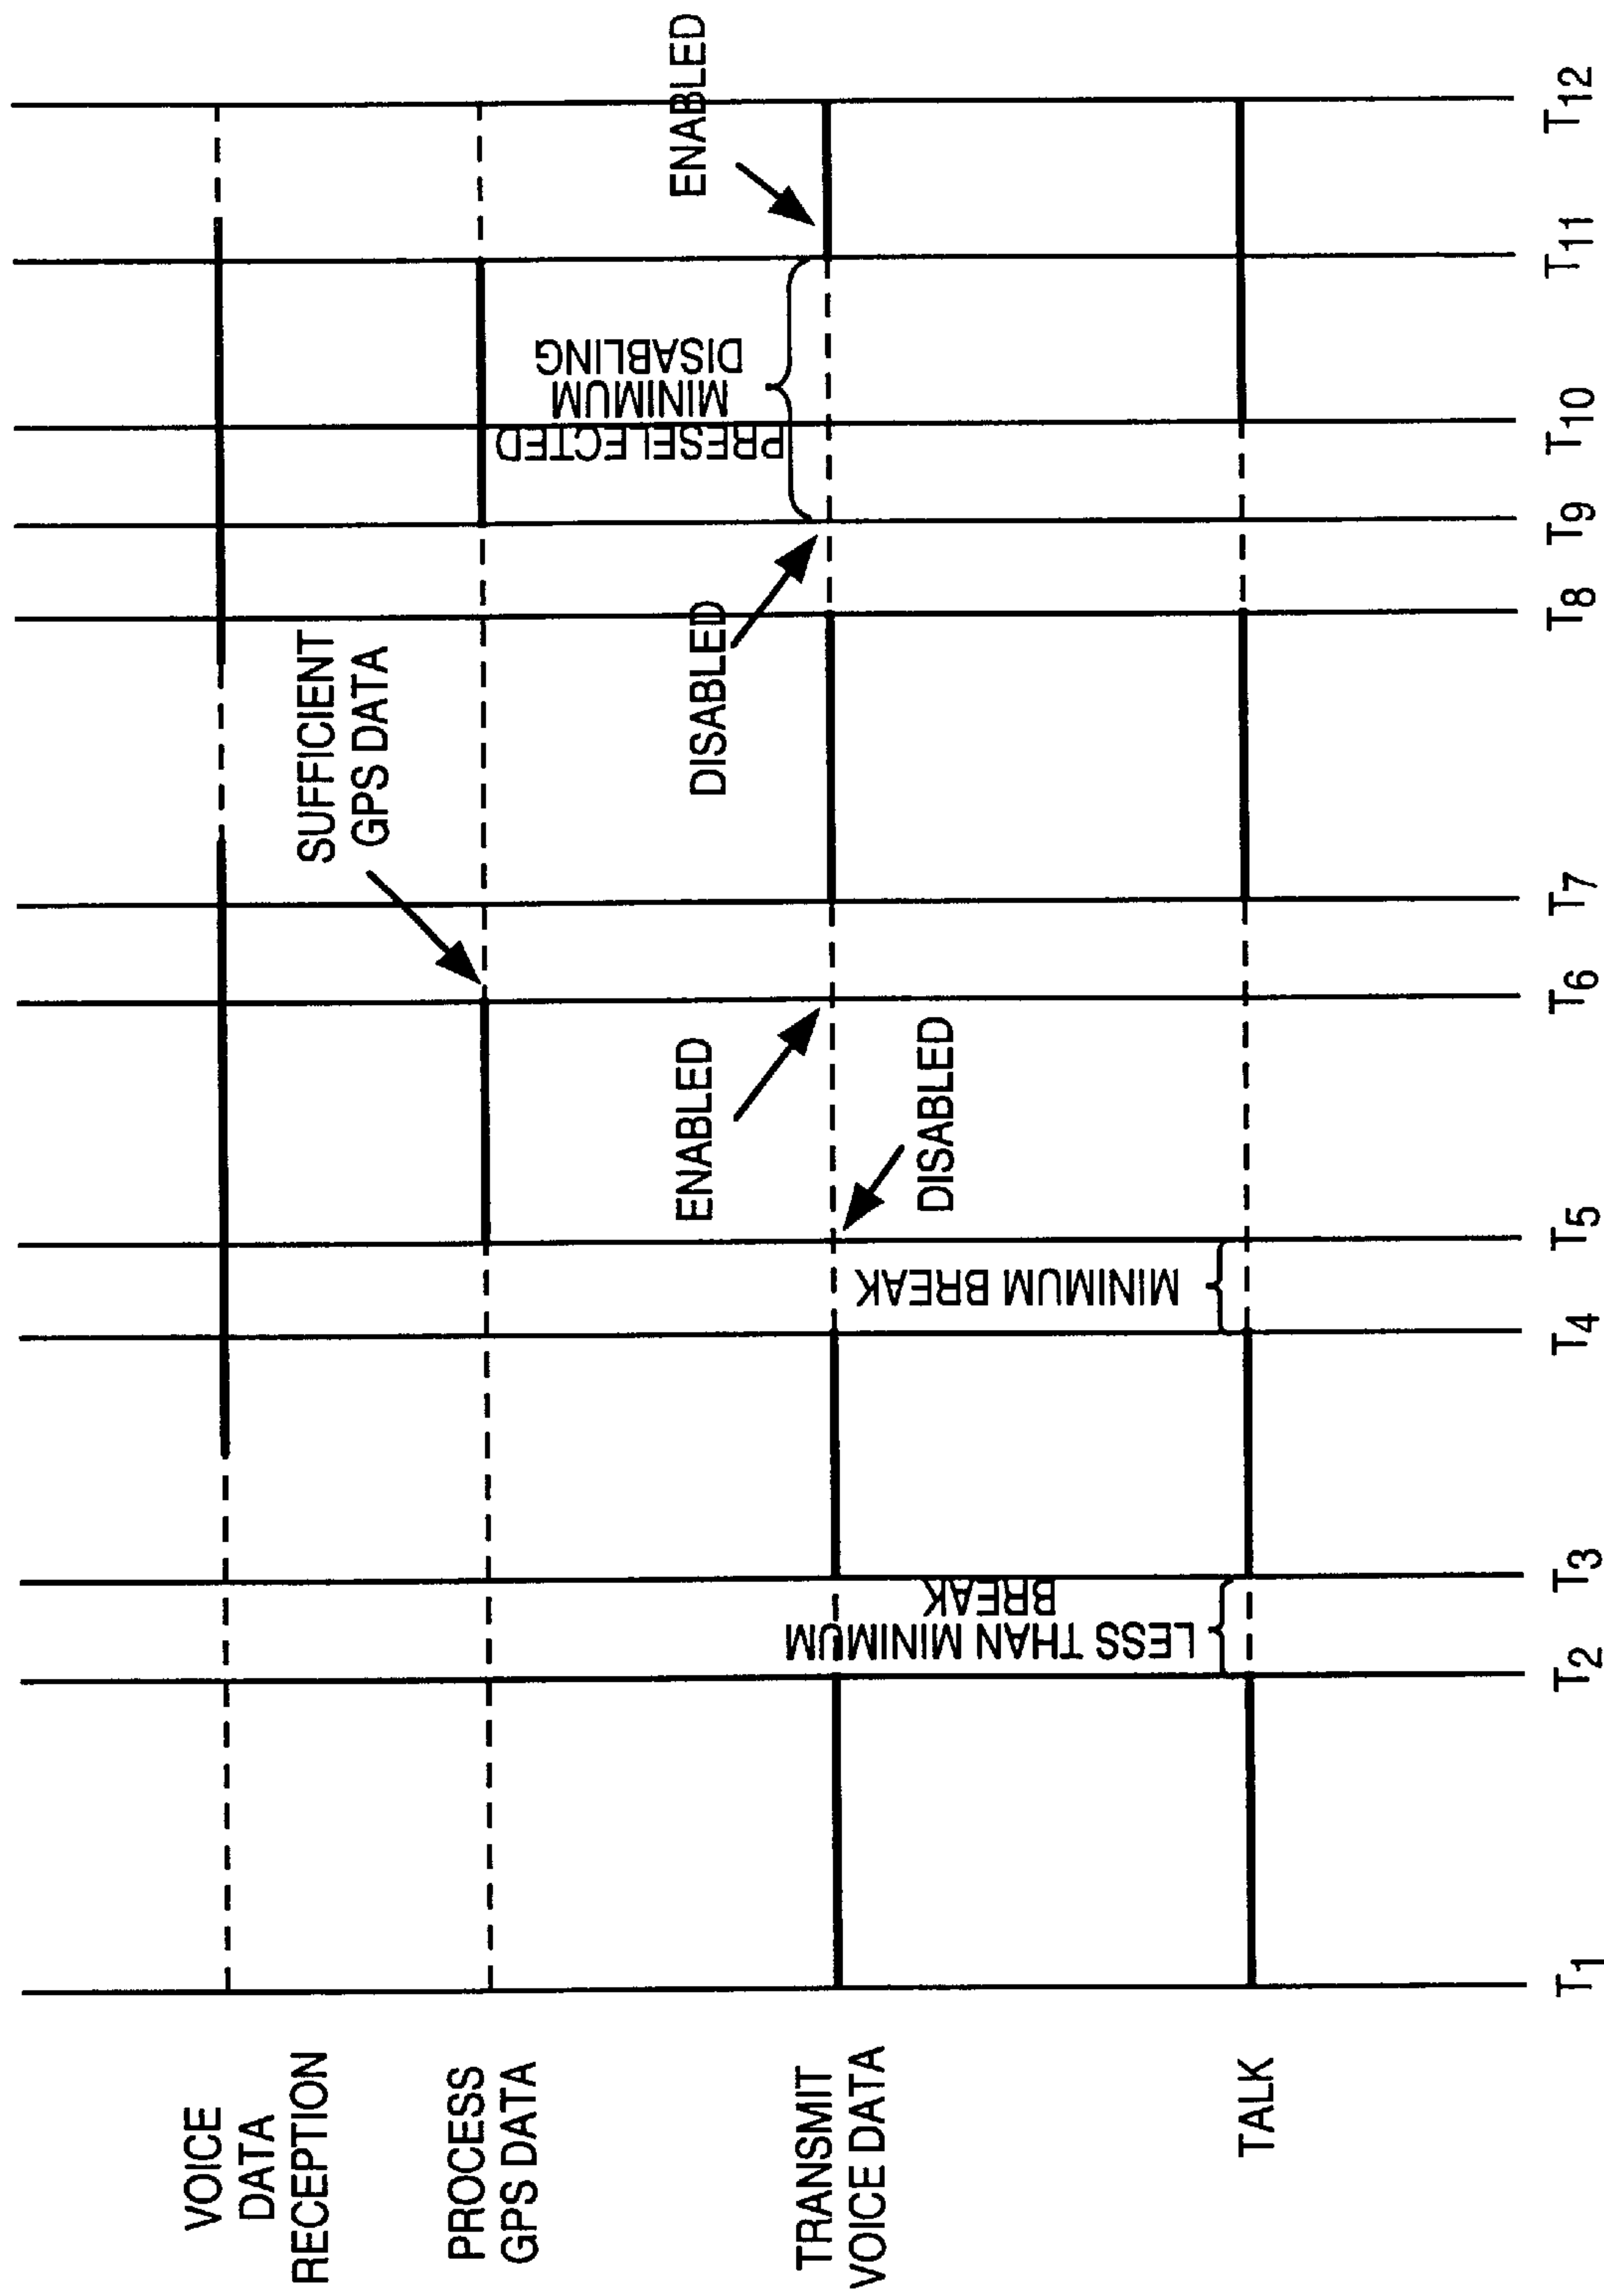 VOICE
DATA
RECEPTION
PROCESS
GPS DATA
TRANSMIT
VOICE DATA
TALK
SUFFICIENT
GPS DATA
ENABLED
DISABLED
DISABLED
ENABLED
PRESELECTED
MINIMUM
DISABLING
LESS THAN MINIMUM
BREAK
MINIMUM BREAK
T1 T2 T3 T4 T5 T6 T7 T8 T9 T10 T11 T12